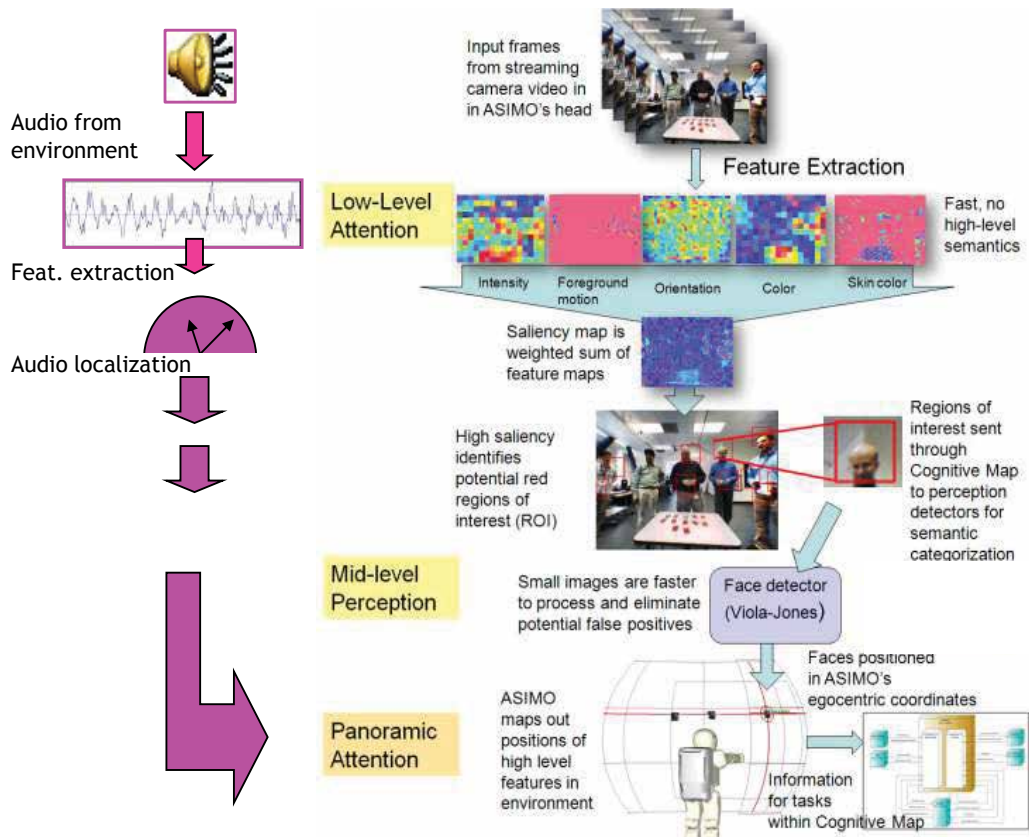 Audio from
environment
Feat. extraction
Audio localization
Input frames
from streaming
camera video in
in ASIMO's head
Feature Extraction
Low-Level
Attention
Fast, no
high-level
semantics
Intensity
Foreground
motion
Orientation
Color
Skin color
Saliency map is
weighted sum of
feature maps
High saliency
identifies
potential red
regions of
interest (ROI)
Regions of
interest sent
through
Cognitive Map
to perception
detectors for
semantic
categorization
Mid-level
Perception
Small images are faster
to process and eliminate
potential false positives
Face detector
(Viola-Jones)
Faces positioned
in ASIMO's
egocentric coordinates
Panoramic
Attention
ASIMO
maps out
positions of
high level
features in
environment
Information
for tasks
within Cognitive Map